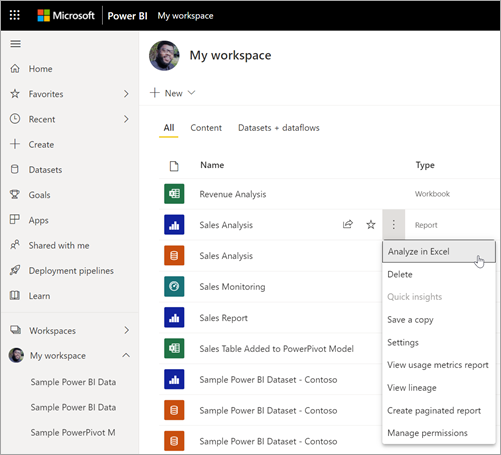 Microsoft Power BI My workspace
Home
Favorites
Recent
Create
Datasets
Goals
Apps
Shared with me
Deployment pipelines
Learn
Workspaces
My workspace
Sample Power BI Data
Sample Power BI Data
Sample PowerPivot M
My workspace
New
All Content Datasets + dataflows
Name Type
Revenue Analysis Workbook
Sales Analysis Report
Sales Analysis
Sales Monitoring
Sales Report
Sales Table Added to PowerPivot Model
Sample Power BI Dataset - Contoso
Sample Power BI Dataset - Contoso
Sample Power BI Dataset - Contoso
Analyze in Excel
Delete
Quick insights
Save a copy
Settings
View usage metrics report
View lineage
Create paginated report
Manage permissions